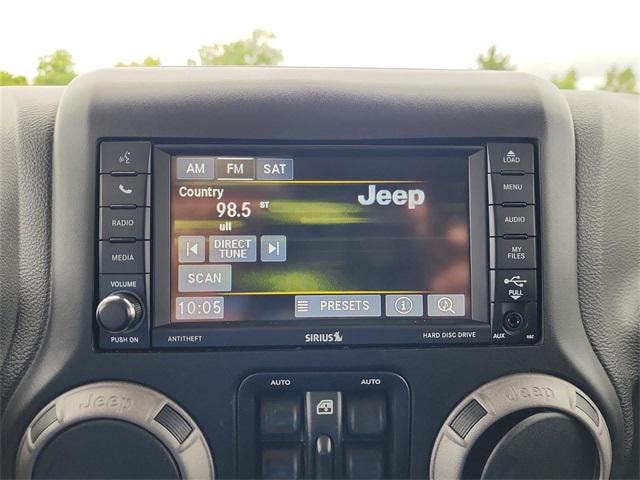 AM FM SAT
Country
98.5 ST
ull
DIRECT
TUNE
SCAN
10:05 PRESETS
Jeep
RADIO
MEDIA
VOLUME
PUSH ON
LOAD
MENU
AUDIO
MY
FILES
PULL
AUX
ANTITHEFT SIRIUS HARD DISC DRIVE
AUTO AUTO
Jeep Jeep